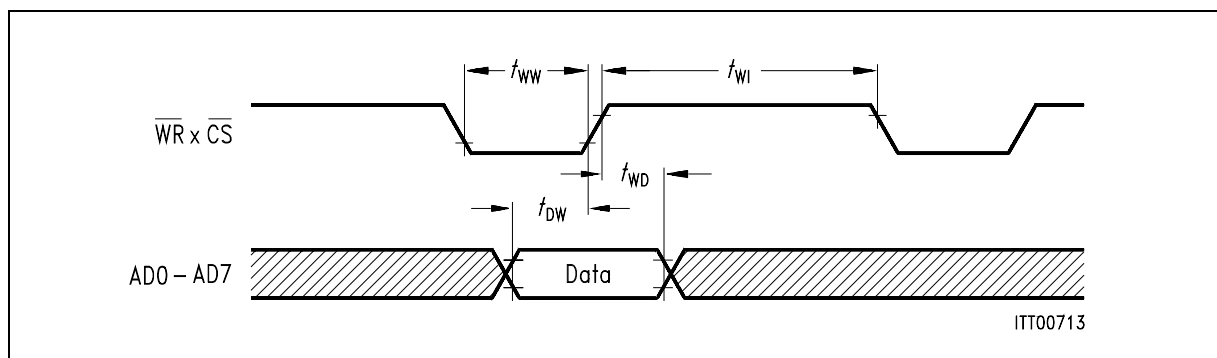 tWW
tWI
WR x CS
tWD
tDW
AD0 – AD7
Data
ITT00713